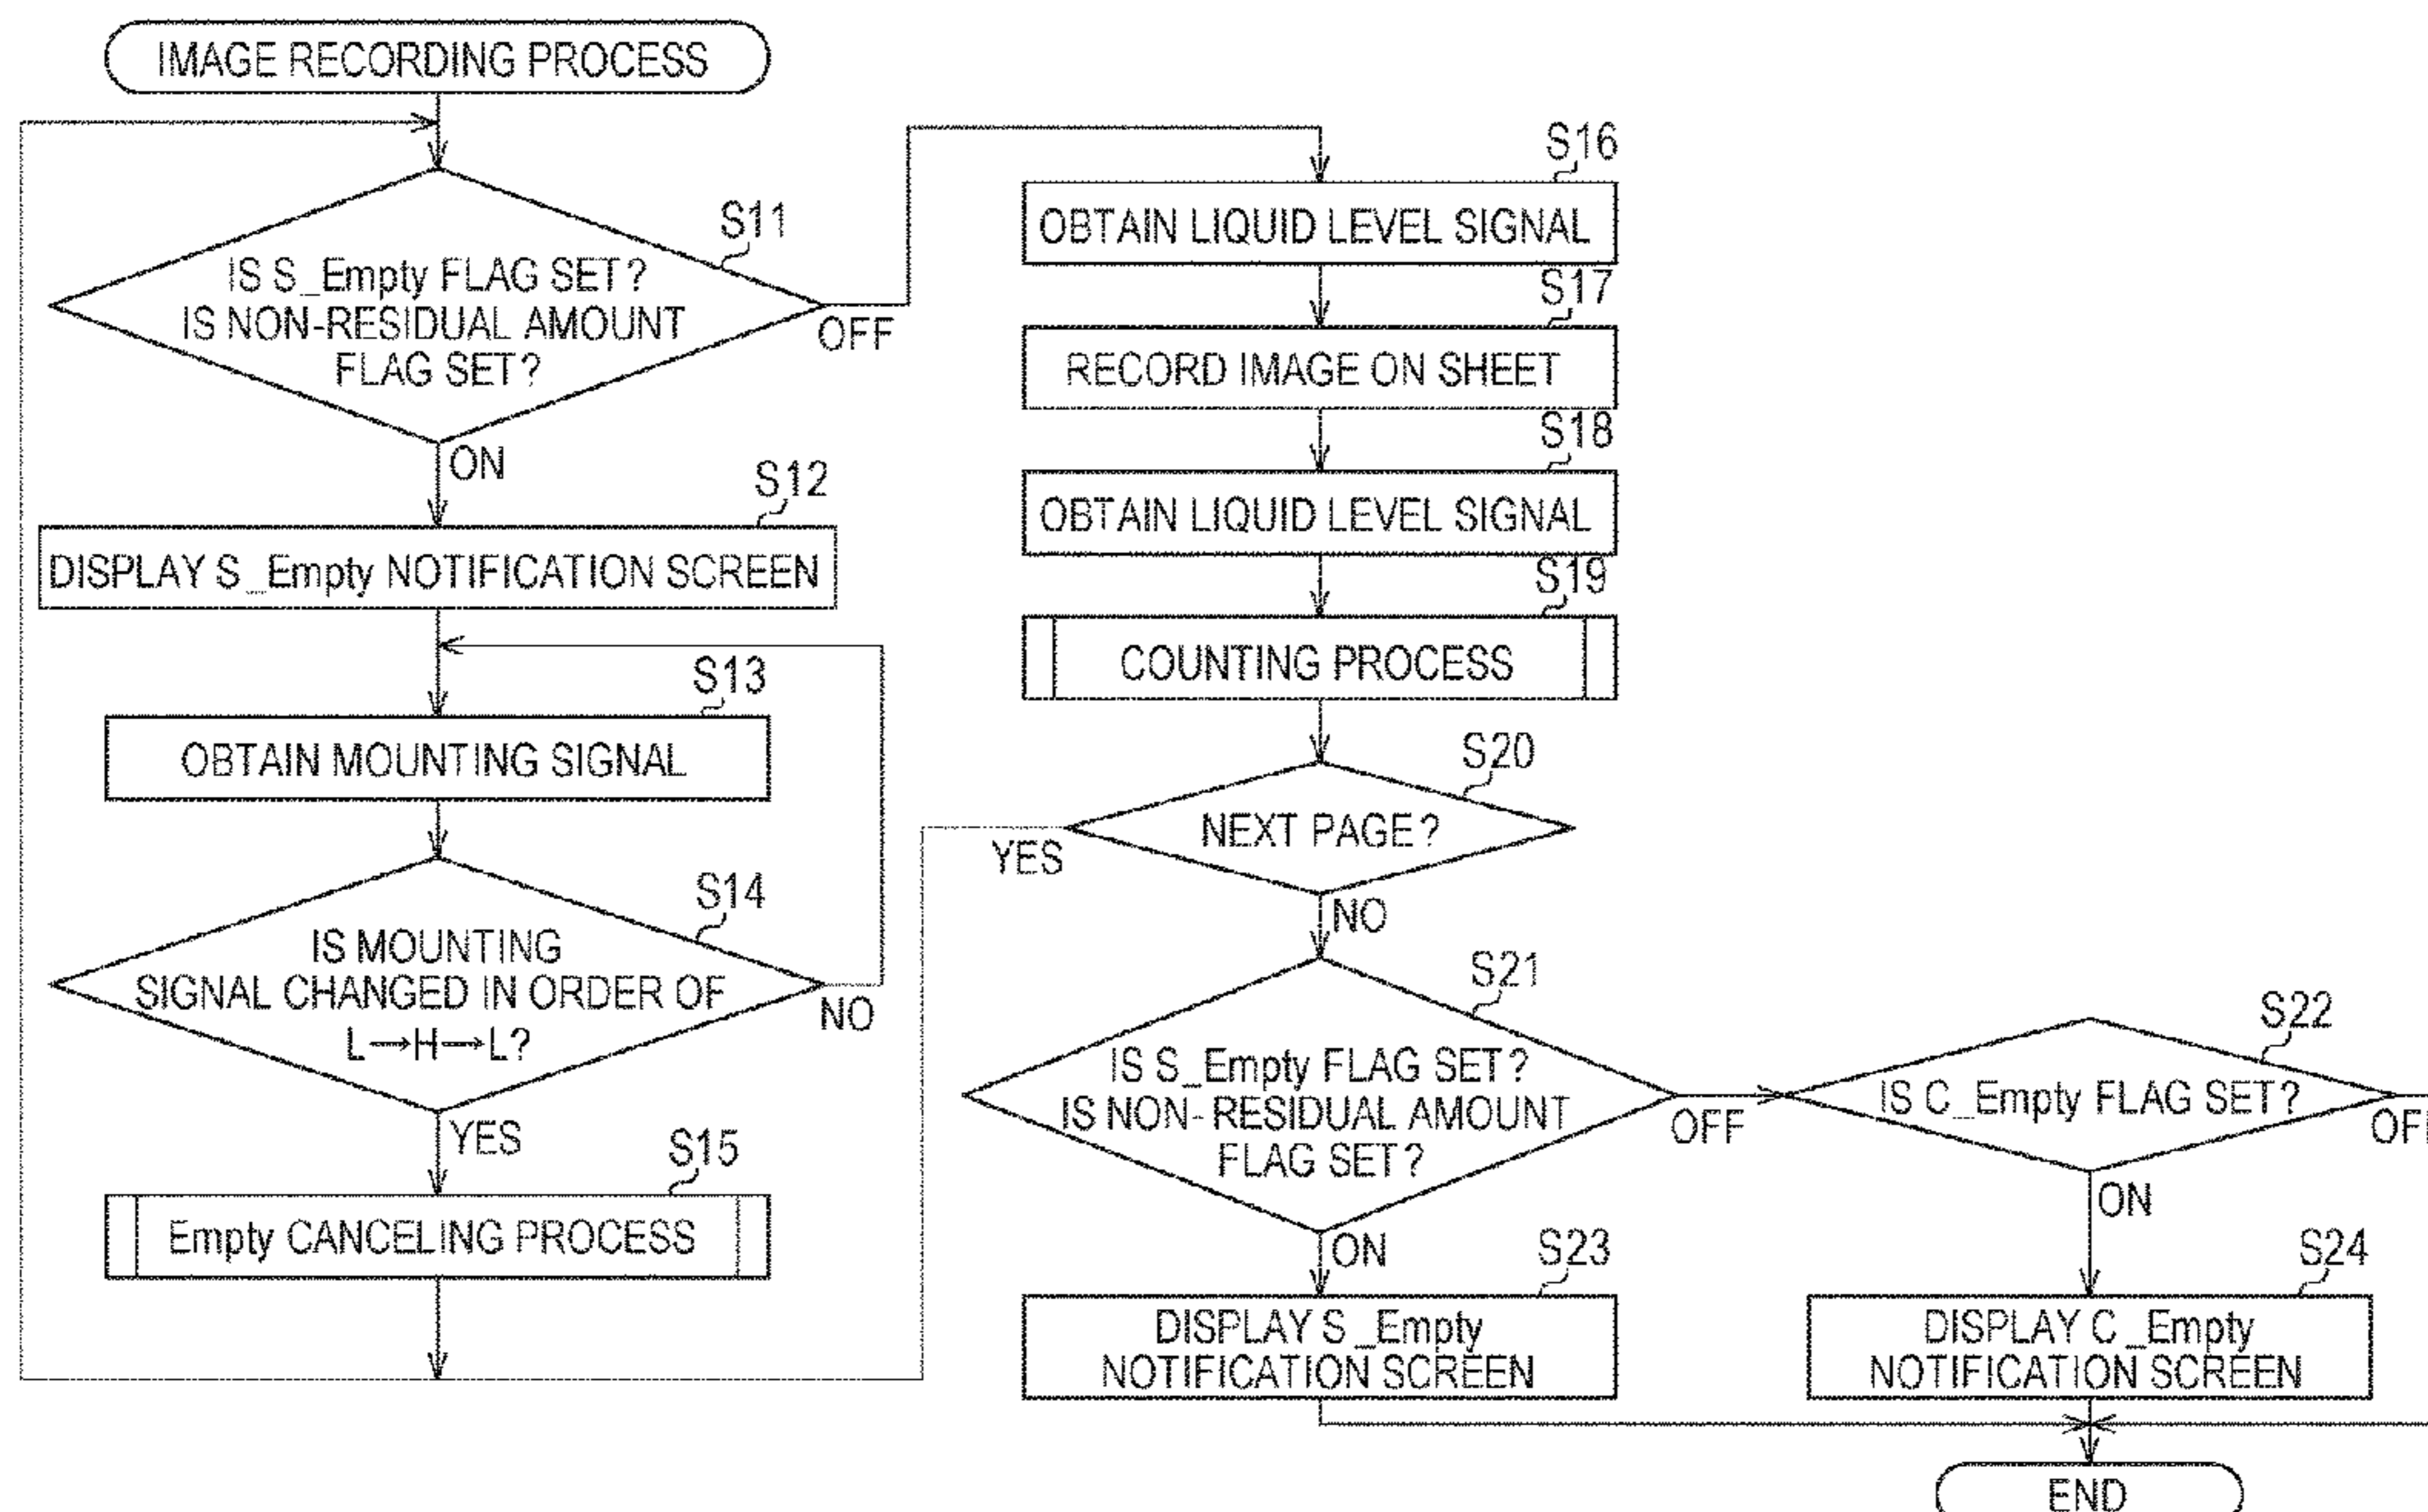 IMAGE RECORDING PROCESS
S11
IS S_Empty FLAG SET?
IS NON-RESIDUAL AMOUNT
FLAG SET?
OFF
ON
S12
DISPLAY S_Empty NOTIFICATION SCREEN
S13
OBTAIN MOUNTING SIGNAL
S14
IS MOUNTING
SIGNAL CHANGED IN ORDER OF
L→H→L?
NO
YES
S15
Empty CANCELING PROCESS
S16
OBTAIN LIQUID LEVEL SIGNAL
S17
RECORD IMAGE ON SHEET
S18
OBTAIN LIQUID LEVEL SIGNAL
S19
COUNTING PROCESS
S20
NEXT PAGE?
YES
NO
S21
IS S_Empty FLAG SET?
IS NON-RESIDUAL AMOUNT
FLAG SET?
OFF
ON
S22
IS C_Empty FLAG SET?
ON
S23
DISPLAY S_Empty
NOTIFICATION SCREEN
S24
DISPLAY C_Empty
NOTIFICATION SCREEN
END